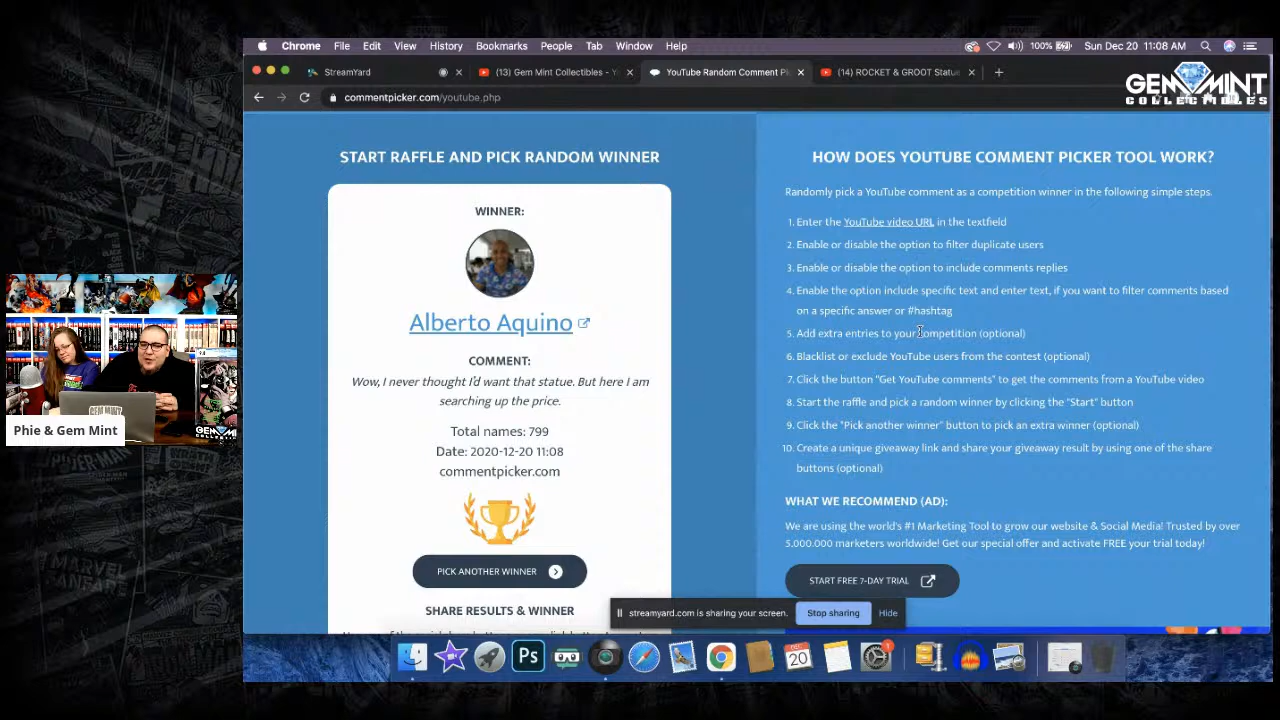 Chrome File Edit View History Bookmarks People Tab Window Help
100% Sun Dec 20 11:08 AM
StreamYard
(13) Gem Mint Collectibles - Y
YouTube Random Comment Pi
(14) ROCKET & GROOT Statue
commentpicker.com/youtube.php
GEM MINT
COLLECTIBLES
START RAFFLE AND PICK RANDOM WINNER
WINNER:
Alberto Aquino
COMMENT:
Wow, I never thought I'd want that statue. But here I am
searching up the price.
Total names: 799
Date: 2020-12-20 11:08
commentpicker.com
PICK ANOTHER WINNER
SHARE RESULTS & WINNER
HOW DOES YOUTUBE COMMENT PICKER TOOL WORK?
Randomly pick a YouTube comment as a competition winner in the following simple steps.
1. Enter the YouTube video URL in the textfield
2. Enable or disable the option to filter duplicate users
3. Enable or disable the option to include comments replies
4. Enable the option include specific text and enter text, if you want to filter comments based
on a specific answer or #hashtag
5. Add extra entries to your competition (optional)
6. Blacklist or exclude YouTube users from the contest (optional)
7. Click the button "Get YouTube comments" to get the comments from a YouTube video
8. Start the raffle and pick a random winner by clicking the "Start" button
9. Click the "Pick another winner" button to pick an extra winner (optional)
10. Create a unique giveaway link and share your giveaway result by using one of the share
buttons (optional)
WHAT WE RECOMMEND (AD):
We are using the world's #1 Marketing Tool to grow our website & Social Media! Trusted by over
5.000.000 marketers worldwide! Get our special offer and activate FREE your trial today!
START FREE 7-DAY TRIAL
streamyard.com is sharing your screen.
Stop sharing
Hide
Phie & Gem Mint
GEM MINT
Ps
DEC
20
1